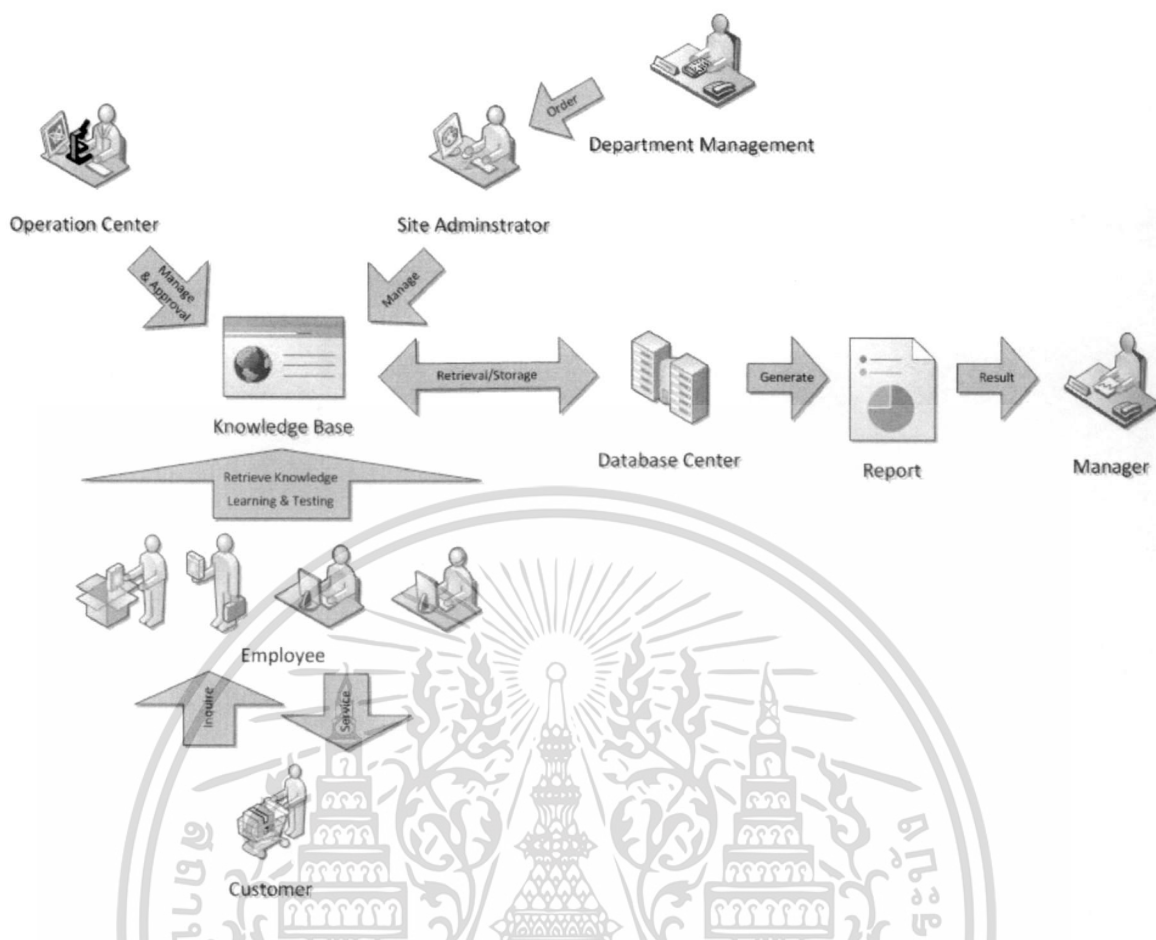 Order
Department Management
Operation Center
Site Adminstrator
Manage
& Approval
Manage
Retrieval/Storage
Generate
Result
Knowledge Base
Database Center
Report
Manager
Retrieve Knowledge
Learning & Testing
Employee
Inquire
Service
Customer